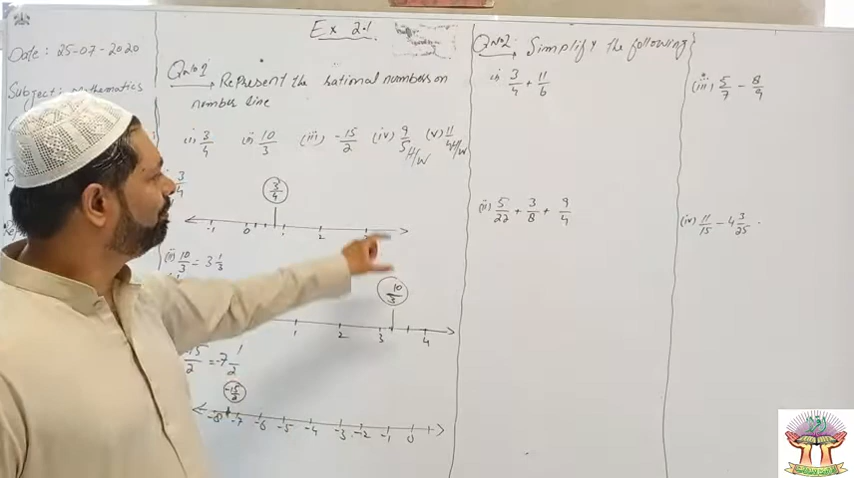 Ex 2.1
Date: 25-07-2020
Subject: Mathematics
Q.no1 Represent the rational numbers on
number line
(i) 3/4 (ii) 10/3 (iii) -15/2 (iv) 9/5 H/W (v) 11/4 H/W
3/4
3/4
-1 0 1 2 3
(ii) 10/3 = 3 1/3
10/3
1 2 3 4
15/2 = -7 1/2
-15/2
-8 -7 -6 -5 -4 -3 -2 -1 0
Q.no2 Simplify the following
(i) 3/4 + 11/6
(ii) 5/22 + 3/8 + 9/4
(iii) 5/7 - 8/9
(iv) 11/15 - 4 3/25